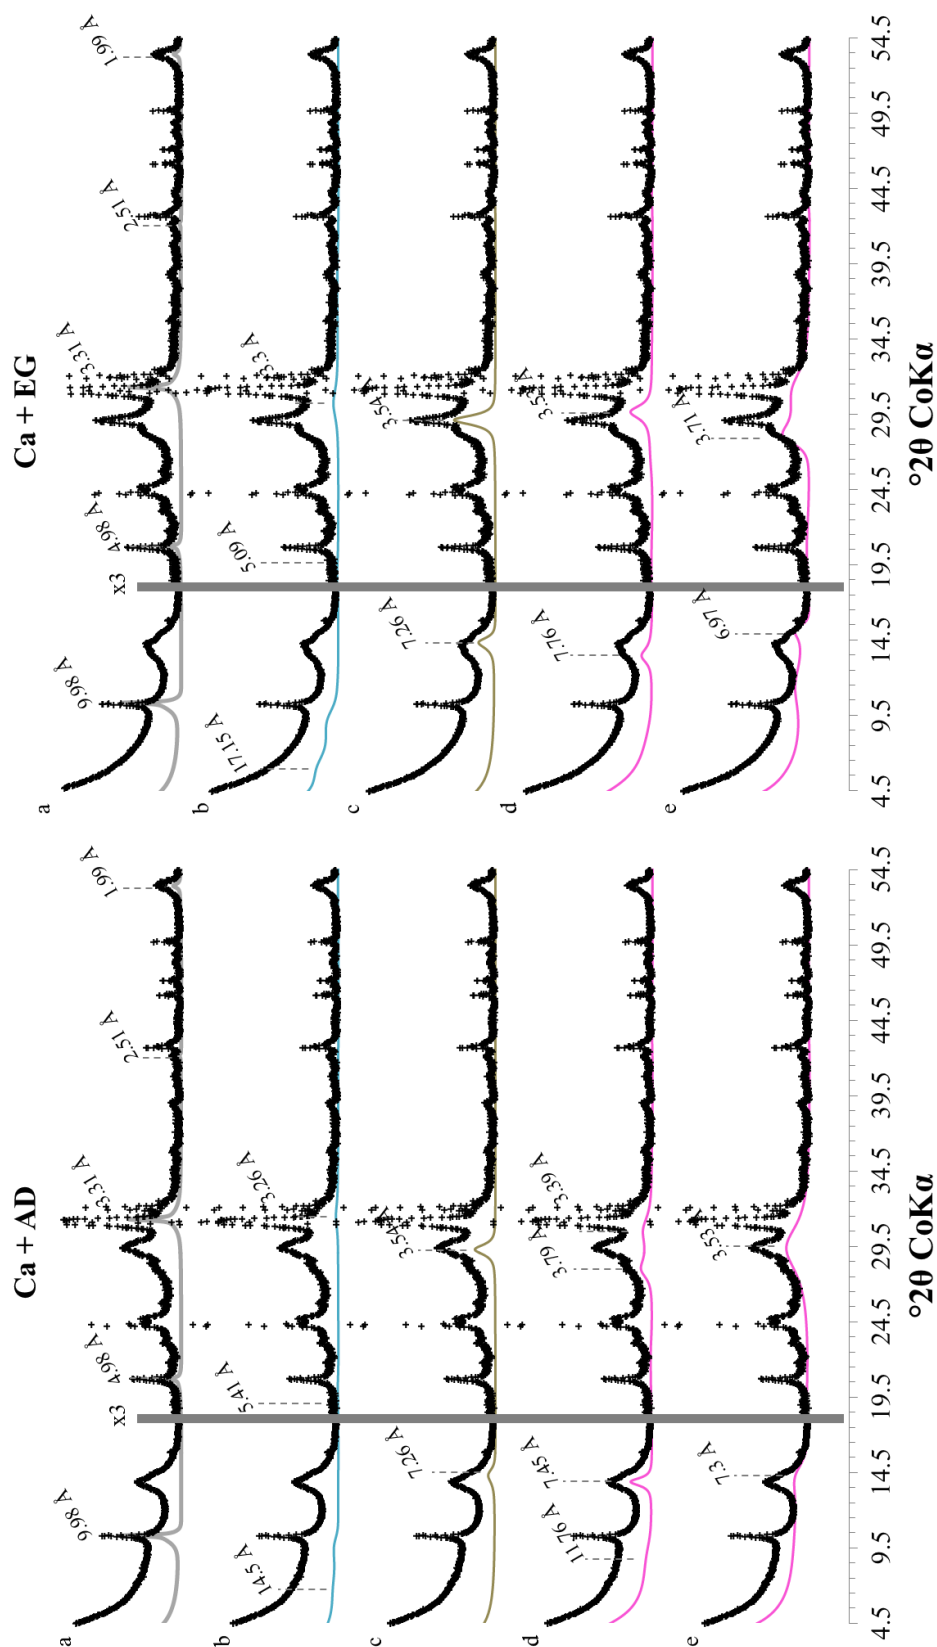 Ca + AD
a
9.98 Å
x3
4.98 Å
3.31 Å
2.51 Å
1.99 Å
b
14.5 Å
5.41 Å
3.26 Å
c
7.26 Å
3.54 Å
d
11.76 Å
7.45 Å
3.79 Å
3.39 Å
e
7.3 Å
3.53 Å
4.5 9.5 14.5 19.5 24.5 29.5 34.5 39.5 44.5 49.5 54.5
°2θ CoKα
Ca + EG
a
9.98 Å
x3
4.98 Å
3.31 Å
2.51 Å
1.99 Å
b
17.15 Å
5.09 Å
3.3 Å
c
7.26 Å
3.54
d
7.76 Å
3.53 Å
e
6.97 Å
3.71 Å
4.5 9.5 14.5 19.5 24.5 29.5 34.5 39.5 44.5 49.5 54.5
°2θ CoKα